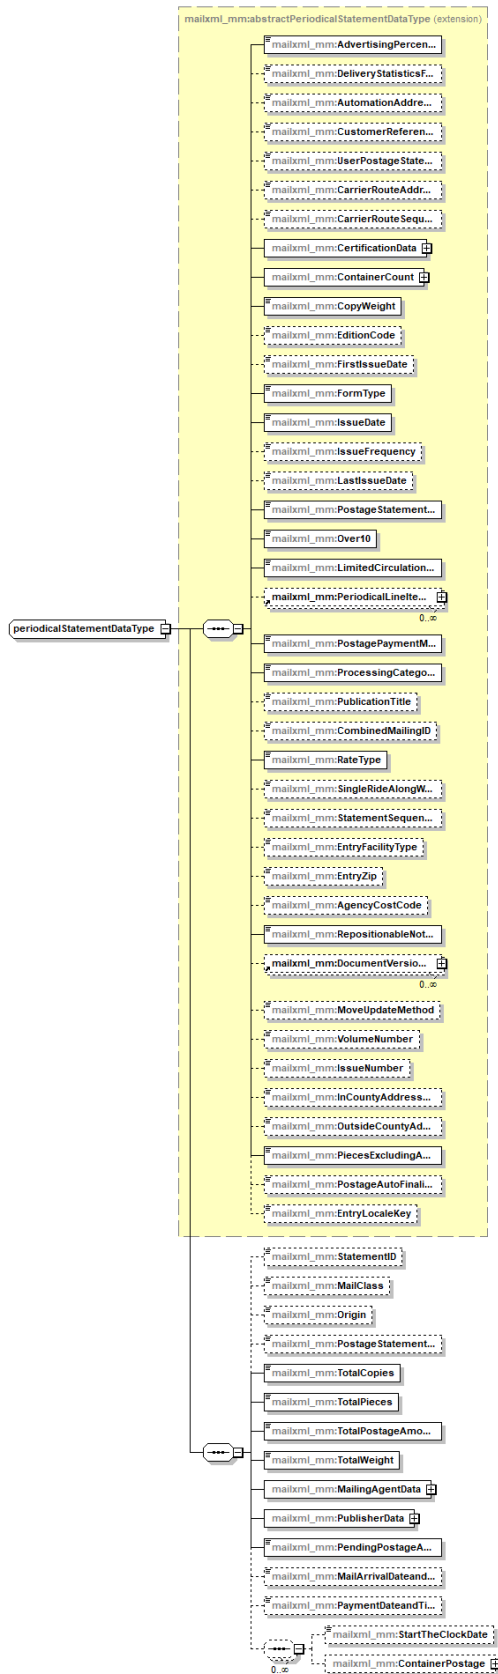 mailxml_mm:abstractPeriodicalStatementDataType (extension)
mailxml_mm:AdvertisingPercen...
mailxml_mm:DeliveryStatisticsF...
mailxml_mm:AutomationAddre...
mailxml_mm:CustomerReferen...
mailxml_mm:UserPostageState...
mailxml_mm:CarrierRouteAddr...
mailxml_mm:CarrierRouteSequ...
mailxml_mm:CertificationData
mailxml_mm:ContainerCount
mailxml_mm:CopyWeight
mailxml_mm:EditionCode
mailxml_mm:FirstIssueDate
mailxml_mm:FormType
mailxml_mm:IssueDate
mailxml_mm:IssueFrequency
mailxml_mm:LastIssueDate
mailxml_mm:PostageStatement...
mailxml_mm:Over10
mailxml_mm:LimitedCirculation...
mailxml_mm:PeriodicalLineIte...
0..∞
periodicalStatementDataType
mailxml_mm:PostagePaymentM...
mailxml_mm:ProcessingCatego...
mailxml_mm:PublicationTitle
mailxml_mm:CombinedMailingID
mailxml_mm:RateType
mailxml_mm:SingleRideAlongW...
mailxml_mm:StatementSequen...
mailxml_mm:EntryFacilityType
mailxml_mm:EntryZip
mailxml_mm:AgencyCostCode
mailxml_mm:RepositionableNot...
mailxml_mm:DocumentVersio...
0..∞
mailxml_mm:MoveUpdateMethod
mailxml_mm:VolumeNumber
mailxml_mm:IssueNumber
mailxml_mm:InCountyAddress...
mailxml_mm:OutsideCountyAd...
mailxml_mm:PiecesExcludingA...
mailxml_mm:PostageAutoFinali...
mailxml_mm:EntryLocaleKey
mailxml_mm:StatementID
mailxml_mm:MailClass
mailxml_mm:Origin
mailxml_mm:PostageStatement...
mailxml_mm:TotalCopies
mailxml_mm:TotalPieces
mailxml_mm:TotalPostageAmo...
mailxml_mm:TotalWeight
mailxml_mm:MailingAgentData
mailxml_mm:PublisherData
mailxml_mm:PendingPostageA...
mailxml_mm:MailArrivalDateand...
mailxml_mm:PaymentDateandTi...
mailxml_mm:StartTheClockDate
mailxml_mm:ContainerPostage
0..∞